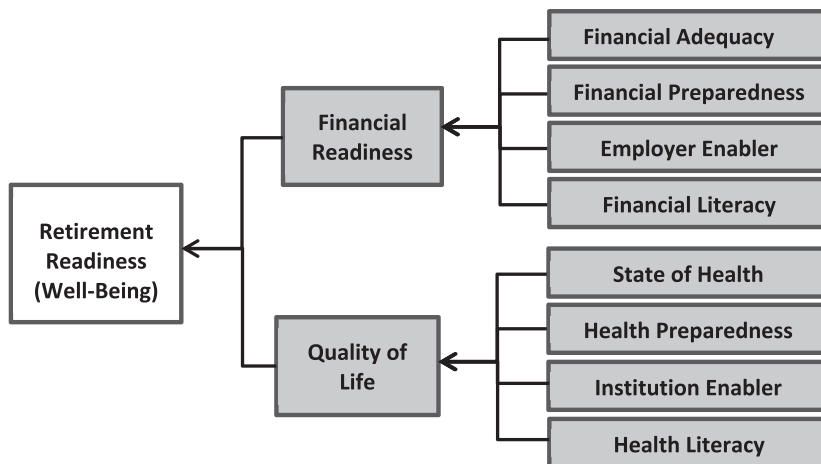 Financial Adequacy
Financial Preparedness
Employer Enabler
Financial Literacy
Financial
Readiness
Retirement
Readiness
(Well-Being)
State of Health
Health Preparedness
Institution Enabler
Health Literacy
Quality of
Life